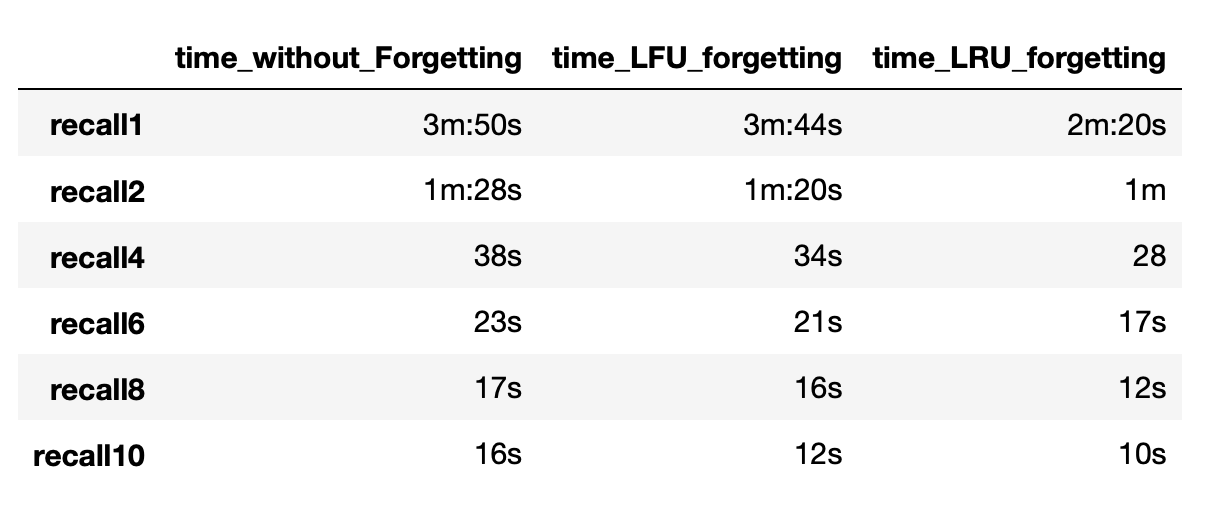 time_without_Forgetting time_LFU_forgetting time_LRU_forgetting
recall1 3m:50s 3m:44s 2m:20s
recall2 1m:28s 1m:20s 1m
recall4 38s 34s 28
recall6 23s 21s 17s
recall8 17s 16s 12s
recall10 16s 12s 10s